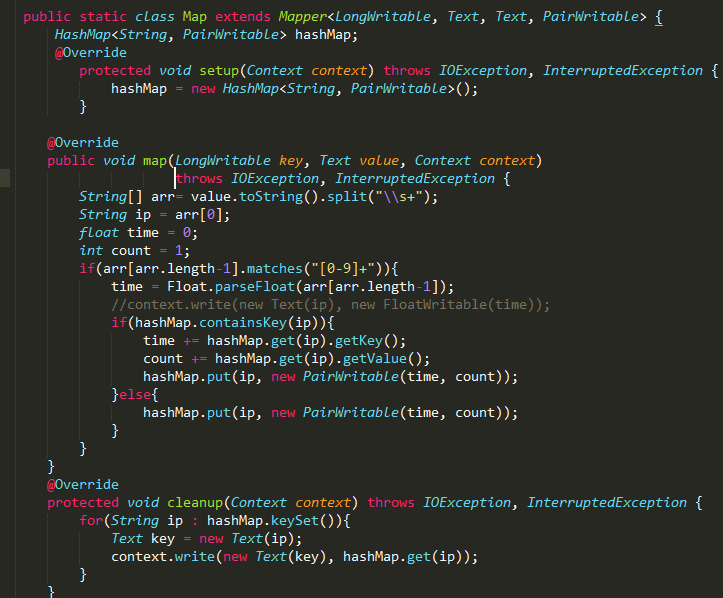 public static class Map extends Mapper<LongWritable, Text, Text, PairWritable> {
    HashMap<String, PairWritable> hashMap;
    @Override
       protected void setup(Context context) throws IOException, InterruptedException {
           hashMap = new HashMap<String, PairWritable>();
       }

   @Override
   public void map(LongWritable key, Text value, Context context)
                   throws IOException, InterruptedException {
       String[] arr= value.toString().split("\\s+");
       String ip = arr[0];
       float time = 0;
       int count = 1;
       if(arr[arr.length-1].matches("[0-9]+")){
           time = Float.parseFloat(arr[arr.length-1]);
           //context.write(new Text(ip), new FloatWritable(time));
           if(hashMap.containsKey(ip)){
               time += hashMap.get(ip).getKey();
               count += hashMap.get(ip).getValue();
               hashMap.put(ip, new PairWritable(time, count));
           }else{
               hashMap.put(ip, new PairWritable(time, count));
           }
       }
   }
   @Override
   protected void cleanup(Context context) throws IOException, InterruptedException {
       for(String ip : hashMap.keySet()){
           Text key = new Text(ip);
           context.write(new Text(key), hashMap.get(ip));
       }
   }